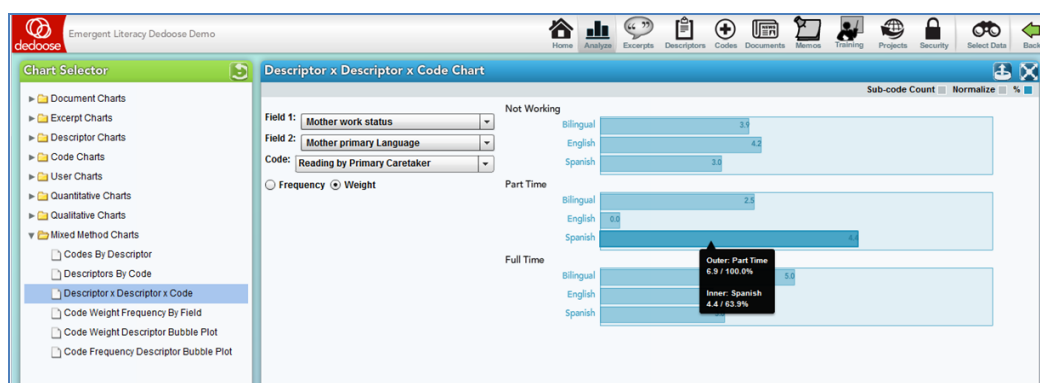 dedoose
Emergent Literacy Dedoose Demo
Home
Analyze
Excerpts
Descriptors
Codes
Documents
Memos
Training
Projects
Security
Select Data
Back
Chart Selector
Document Charts
Excerpt Charts
Descriptor Charts
Code Charts
User Charts
Quantitative Charts
Qualitative Charts
Mixed Method Charts
Codes By Descriptor
Descriptors By Code
Descriptor x Descriptor x Code
Code Weight Frequency By Field
Code Weight Descriptor Bubble Plot
Code Frequency Descriptor Bubble Plot
Descriptor x Descriptor x Code Chart
Sub-code Count Normalize %
Field 1: Mother work status
Field 2: Mother primary Language
Code: Reading by Primary Caretaker
Frequency Weight
Not Working
Bilingual 3.9
English 4.2
Spanish 3.0
Part Time
Bilingual 2.5
English 0.0
Spanish 4.4
Full Time
Bilingual 5.0
English
Spanish
Outer: Part Time
6.9 / 100.0%
Inner: Spanish
4.4 / 63.9%